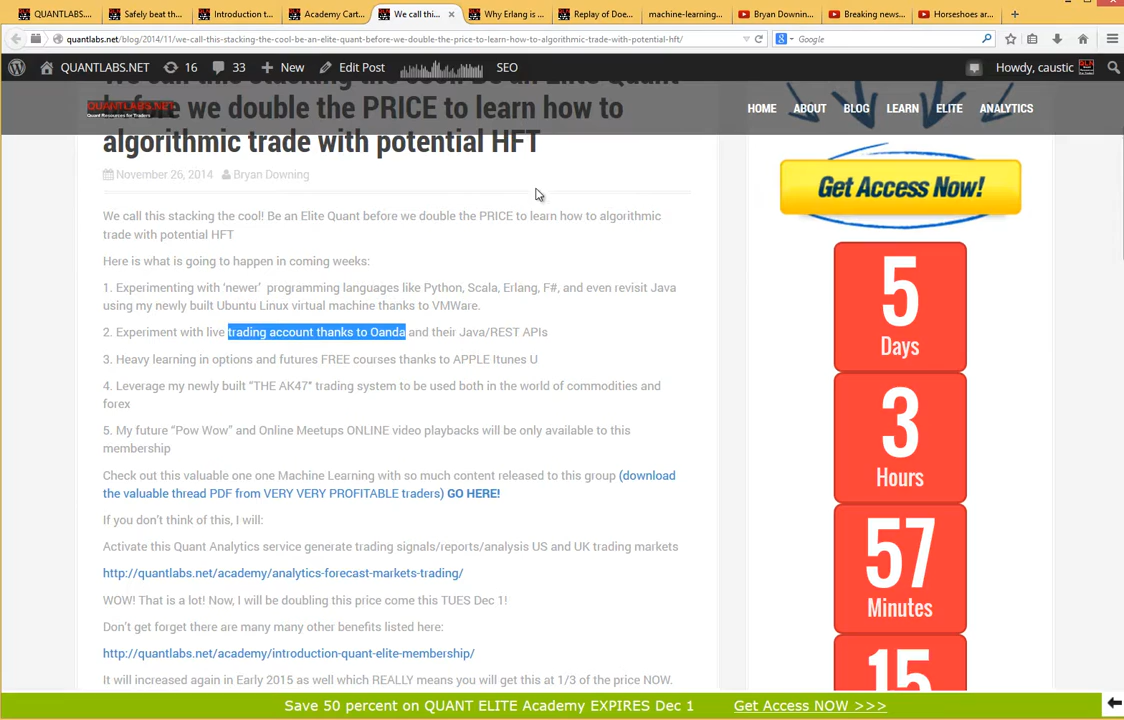 QUANTLABS....
Safely beat th...
Introduction t...
Academy Cart...
We call thi...
Why Erlang is ...
Replay of Doe...
machine-learning...
Bryan Downin...
Breaking news...
Horseshoes ar...
quantlabs.net/blog/2014/11/we-call-this-stacking-the-cool-be-an-elite-quant-before-we-double-the-price-to-learn-how-to-algorithmic-trade-with-potential-hft/
Google
QUANTLABS.NET 16 33 New Edit Post SEO Howdy, caustic
QUANTLABS.NET
Quant Resources for Traders
HOME ABOUT BLOG LEARN ELITE ANALYTICS
We call this stacking the cool Be an Elite Quant
before we double the PRICE to learn how to
algorithmic trade with potential HFT
November 26, 2014 Bryan Downing
We call this stacking the cool! Be an Elite Quant before we double the PRICE to learn how to algorithmic
trade with potential HFT
Here is what is going to happen in coming weeks:
1. Experimenting with ‘newer’ programming languages like Python, Scala, Erlang, F#, and even revisit Java
using my newly built Ubuntu Linux virtual machine thanks to VMWare.
2. Experiment with live trading account thanks to Oanda and their Java/REST APIs
3. Heavy learning in options and futures FREE courses thanks to APPLE Itunes U
4. Leverage my newly built “THE AK47″ trading system to be used both in the world of commodities and
forex
5. My future “Pow Wow” and Online Meetups ONLINE video playbacks will be only available to this
membership
Check out this valuable one one Machine Learning with so much content released to this group (download
the valuable thread PDF from VERY VERY PROFITABLE traders) GO HERE!
If you don’t think of this, I will:
Activate this Quant Analytics service generate trading signals/reports/analysis US and UK trading markets
http://quantlabs.net/academy/analytics-forecast-markets-trading/
WOW! That is a lot! Now, I will be doubling this price come this TUES Dec 1!
Don’t get forget there are many many other benefits listed here:
http://quantlabs.net/academy/introduction-quant-elite-membership/
It will increased again in Early 2015 as well which REALLY means you will get this at 1/3 of the price NOW.
Get Access Now!
5
Days
3
Hours
57
Minutes
15
Save 50 percent on QUANT ELITE Academy EXPIRES Dec 1 Get Access NOW >>>